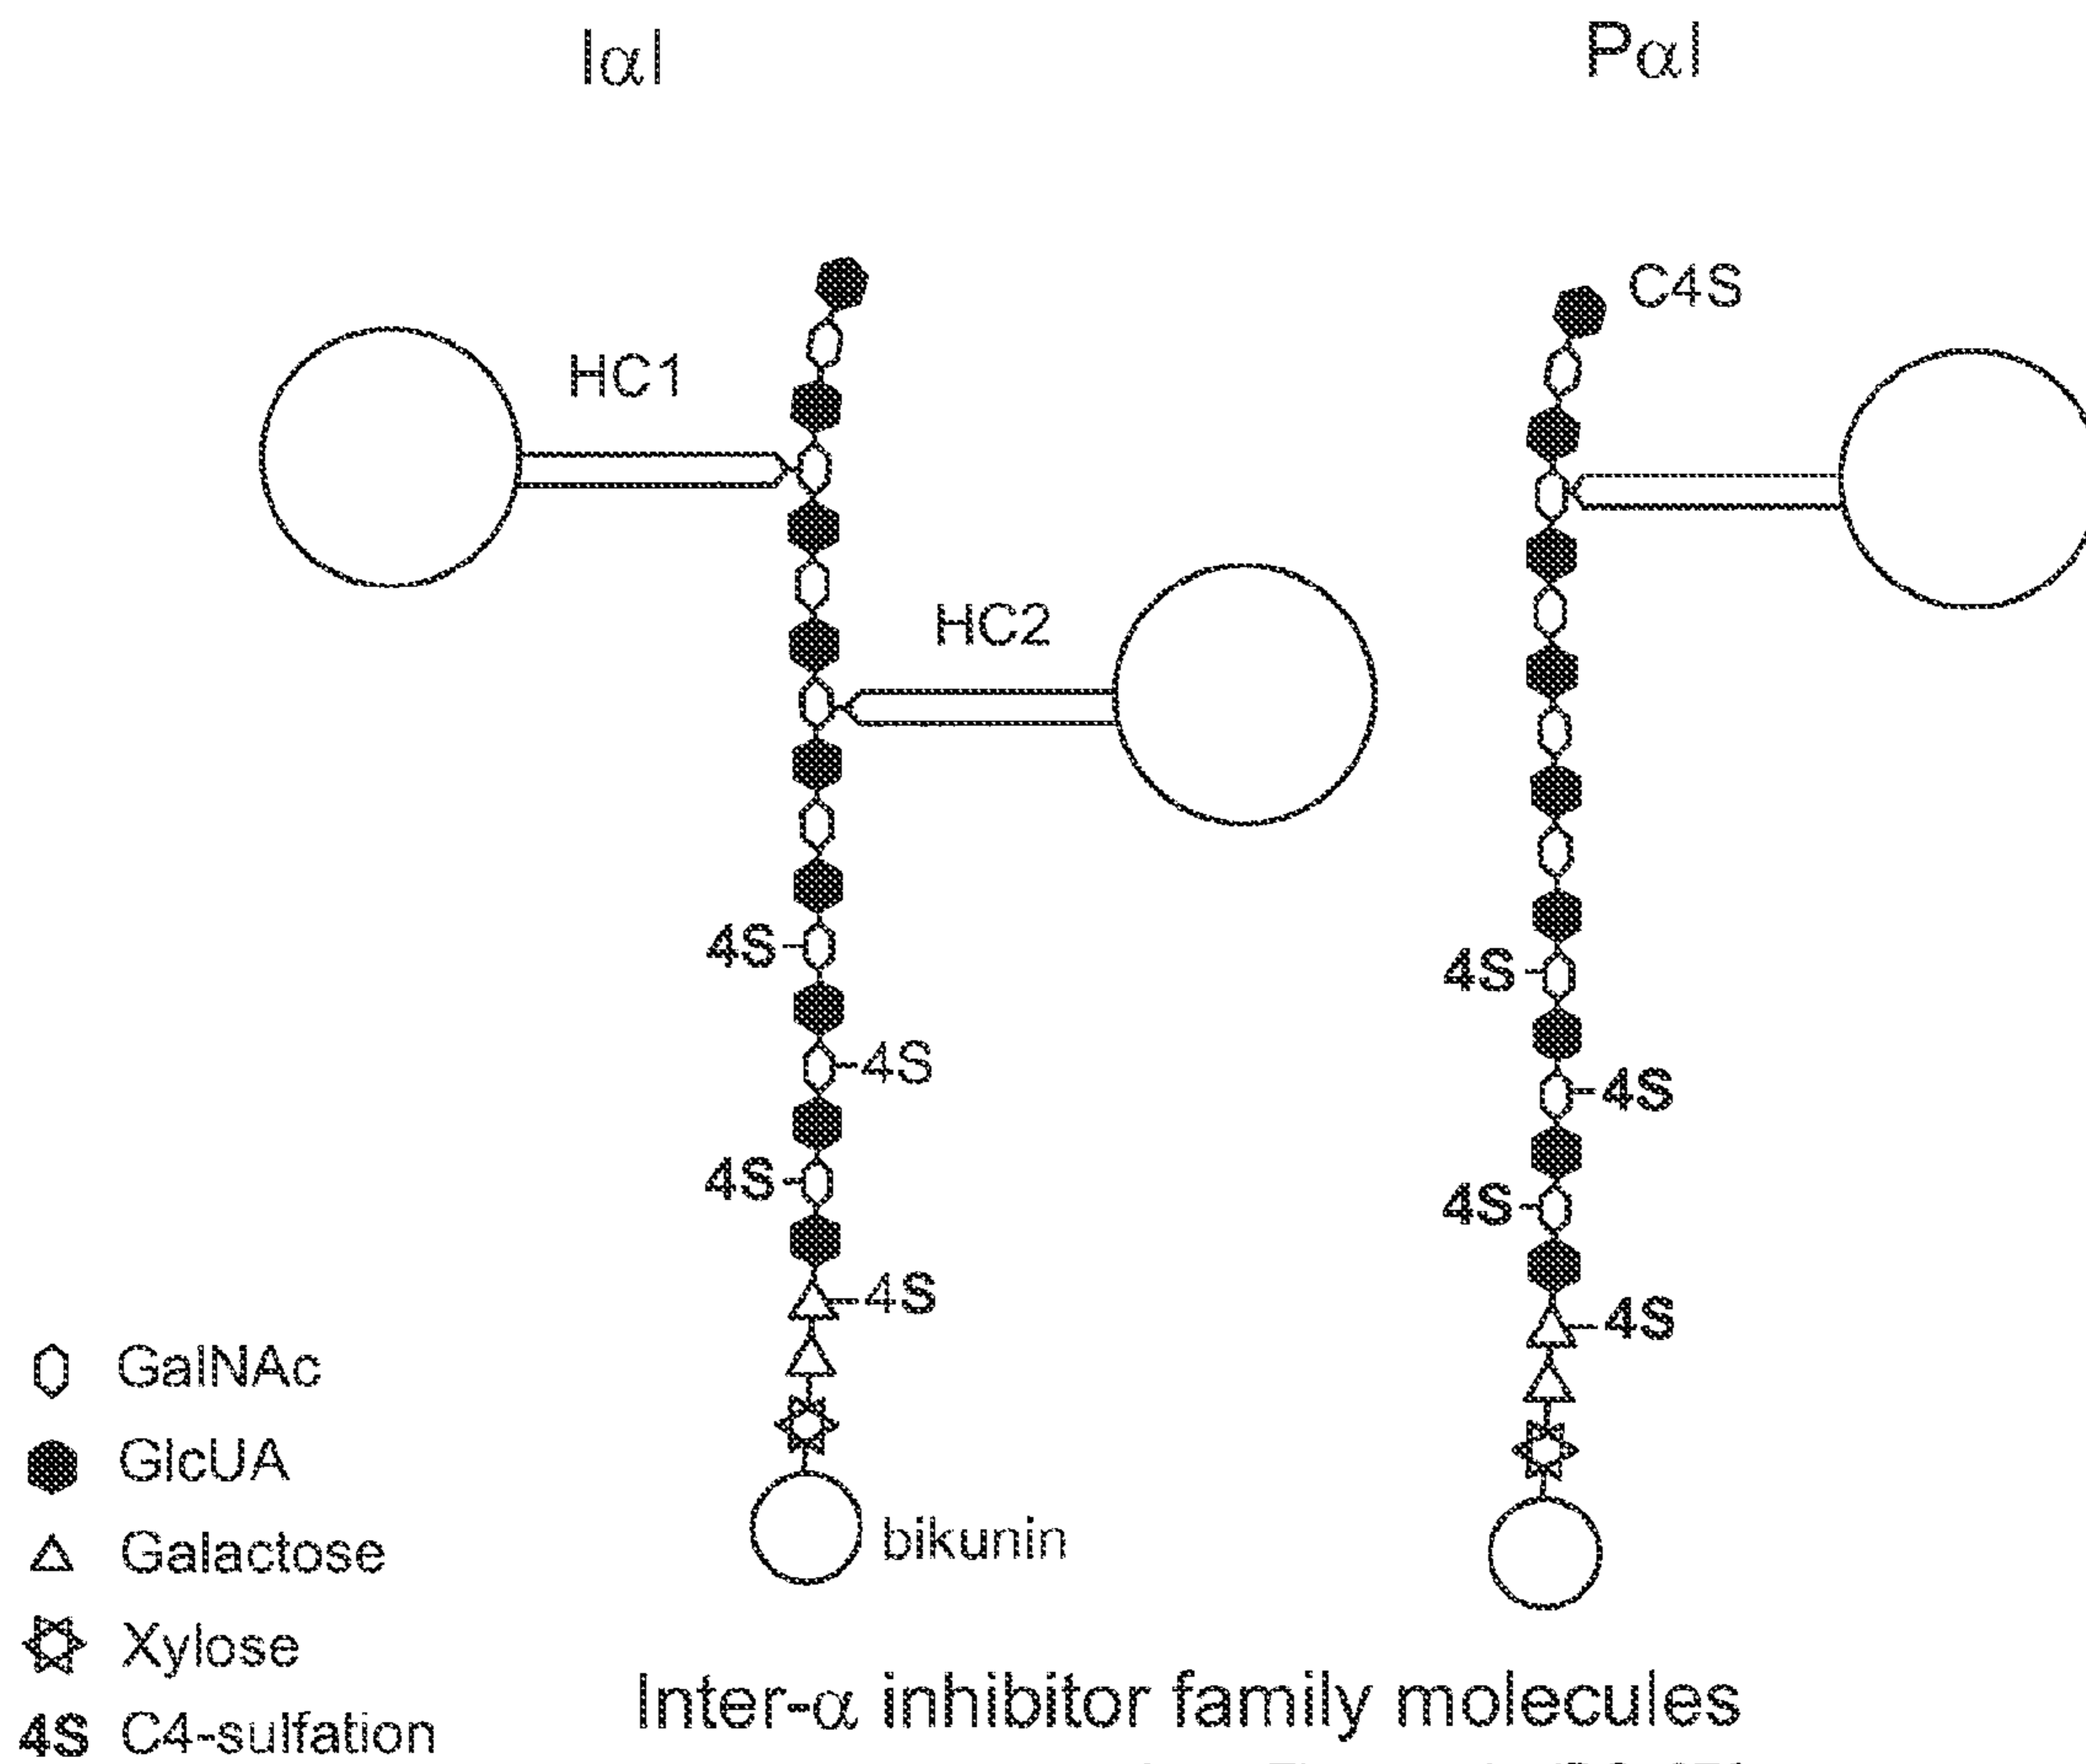 IαI
PαI
C4S
HC1
HC2
4S
4S
4S
4S
4S
4S
4S
4S
GalNAc
GlcUA
Galactose
Xylose
4S C4-sulfation
bikunin
Inter-α inhibitor family molecules